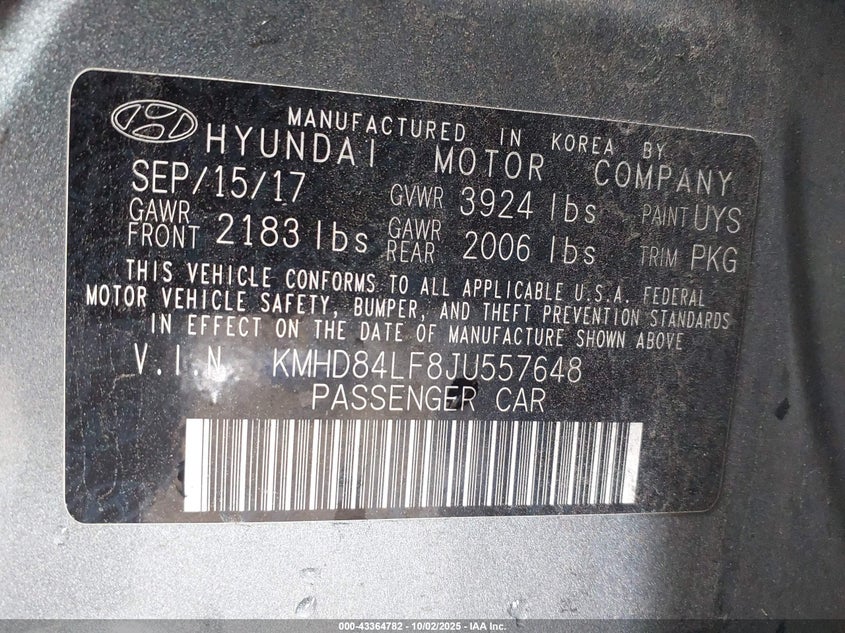 MANUFACTURED IN KOREA BY
HYUNDAI MOTOR COMPANY
SEP/15/17 GVWR 3924 lbs PAINT UYS
GAWR FRONT 2183 lbs GAWR REAR 2006 lbs TRIM PKG
THIS VEHICLE CONFORMS TO ALL APPLICABLE U.S.A. FEDERAL
MOTOR VEHICLE SAFETY, BUMPER, AND THEFT PREVENTION STANDARDS
IN EFFECT ON THE DATE OF MANUFACTURE SHOWN ABOVE
V.I.N KMHD84LF8JU557648
PASSENGER CAR
000-43364782 - 10/02/2025 - IAA Inc.